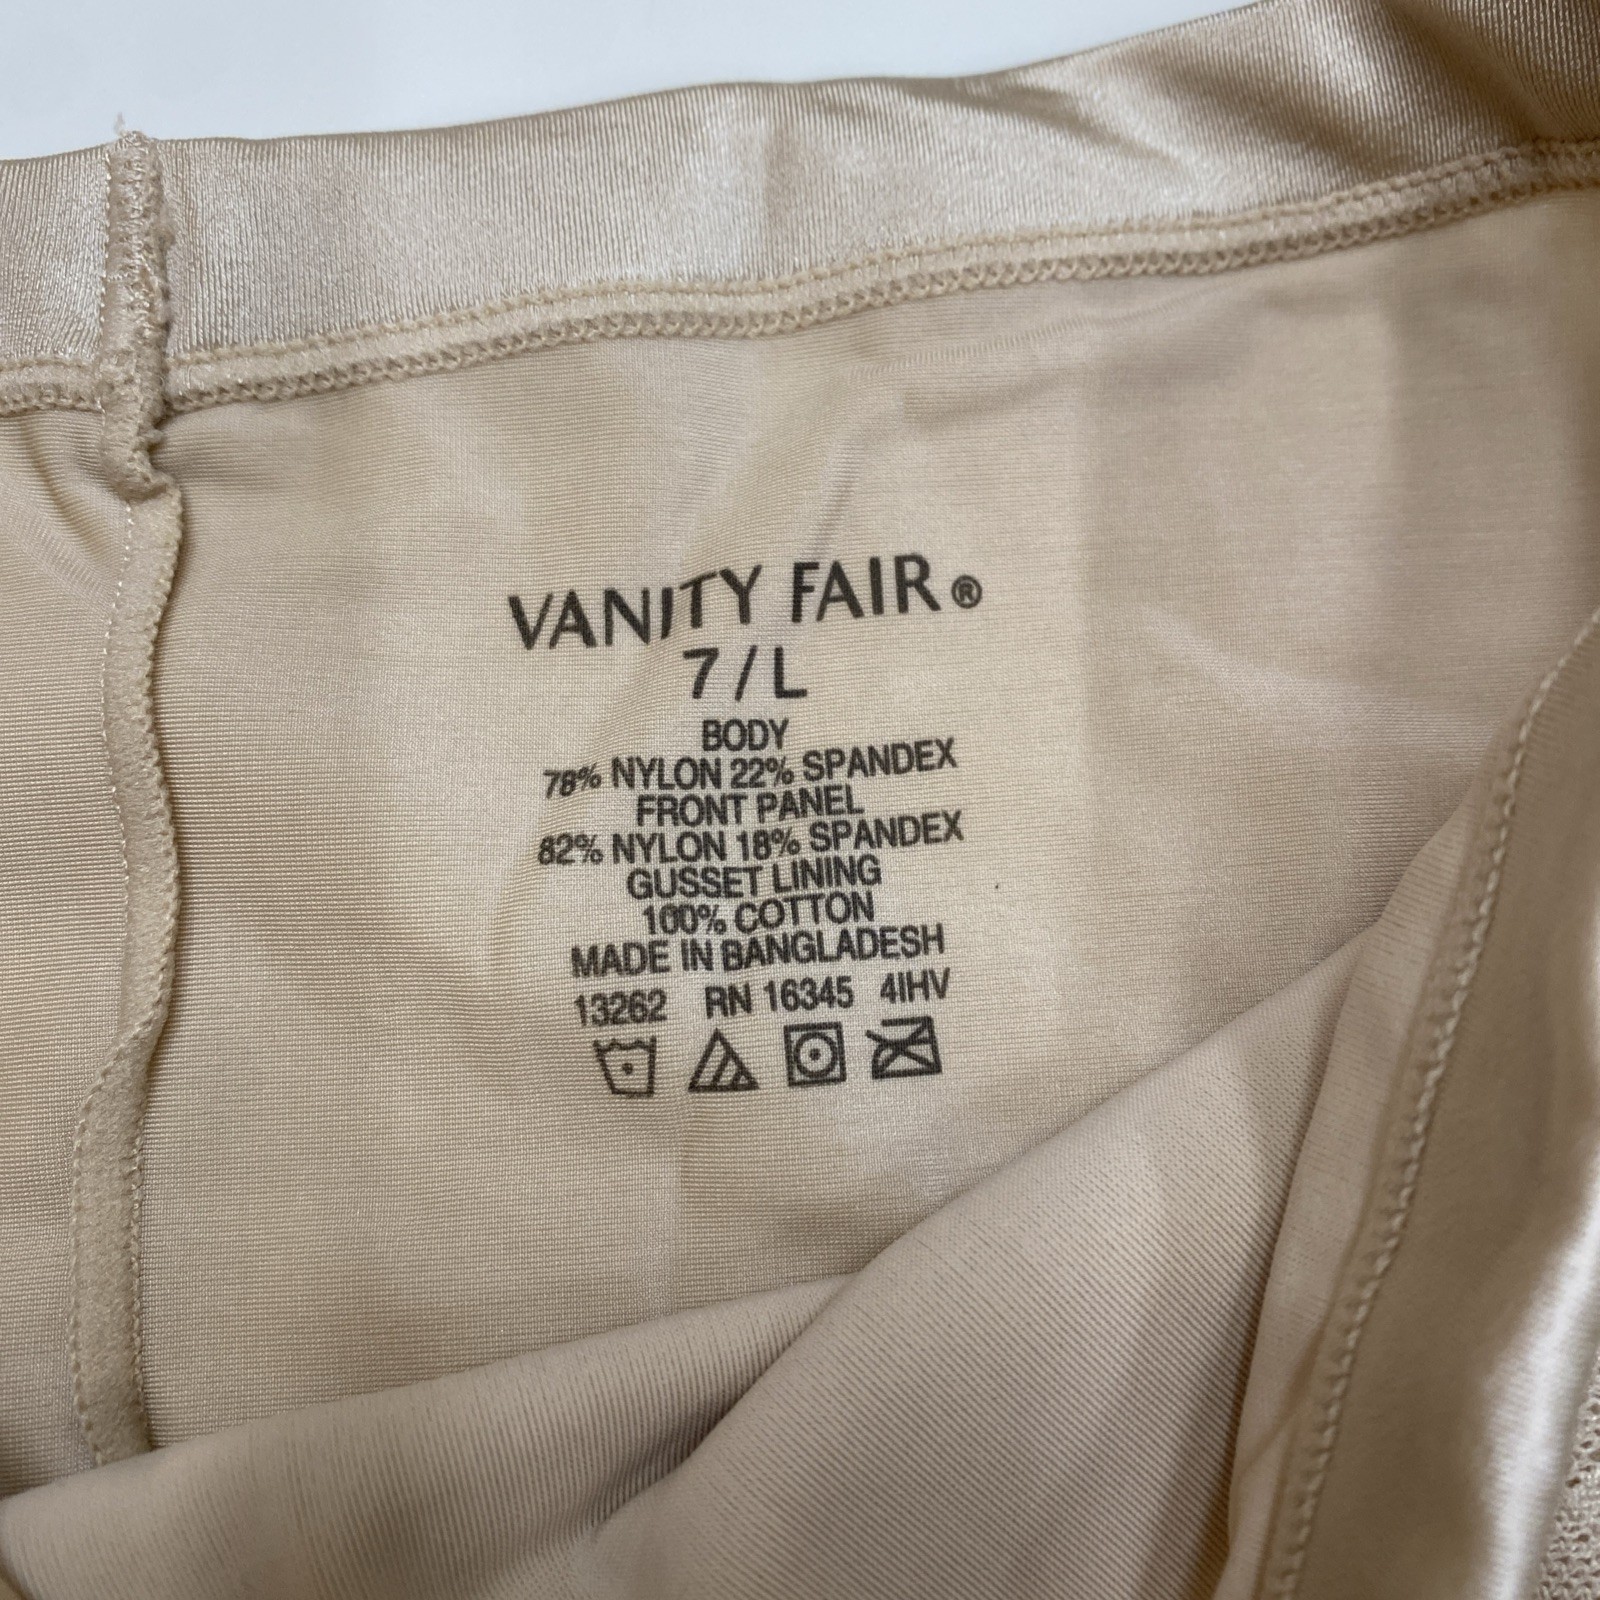 VANITY FAIR®
7/L
BODY
78% NYLON 22% SPANDEX
FRONT PANEL
82% NYLON 18% SPANDEX
GUSSET LINING
100% COTTON
MADE IN BANGLADESH
13262 RN 16345 4IHV